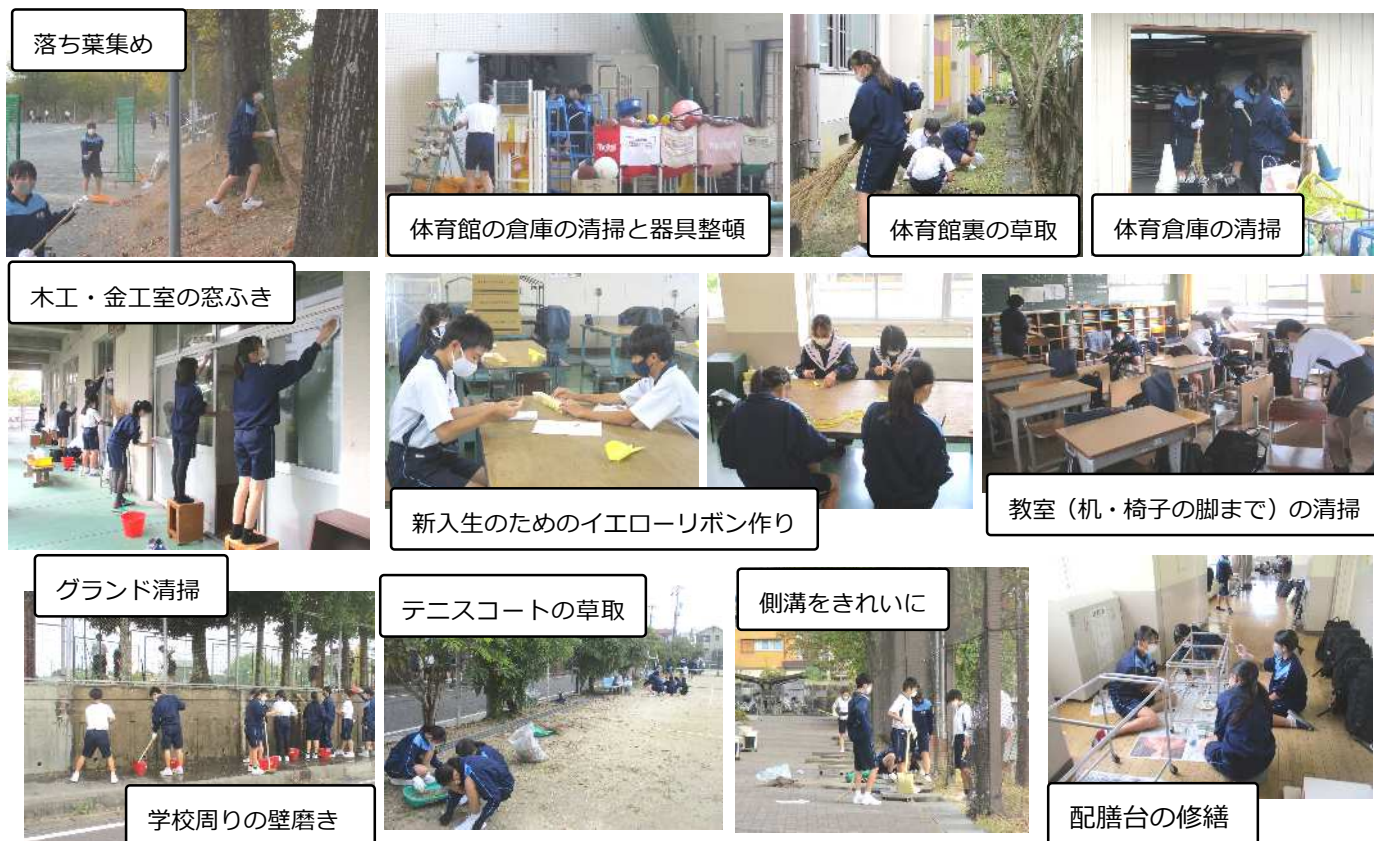 落ち葉集め
体育館の倉庫の清掃と器具整頓
体育館裏の草取
体育倉庫の清掃
木工・金工室の窓ふき
新入生のためのイエローリボン作り
教室（机・椅子の脚まで）の清掃
グランド清掃
テニスコートの草取
側溝をきれいに
学校周りの壁磨き
配膳台の修繕